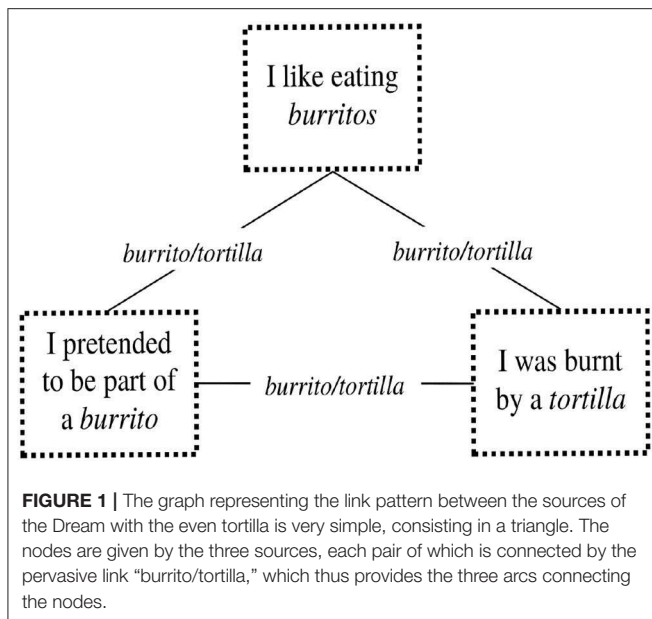 I like eating
burritos
burrito/tortilla
burrito/tortilla
I pretended
to be part of
a burrito
burrito/tortilla
I was burnt
by a tortilla
FIGURE 1 | The graph representing the link pattern between the sources of
the Dream with the even tortilla is very simple, consisting in a triangle. The
nodes are given by the three sources, each pair of which is connected by the
pervasive link “burrito/tortilla,” which thus provides the three arcs connecting
the nodes.